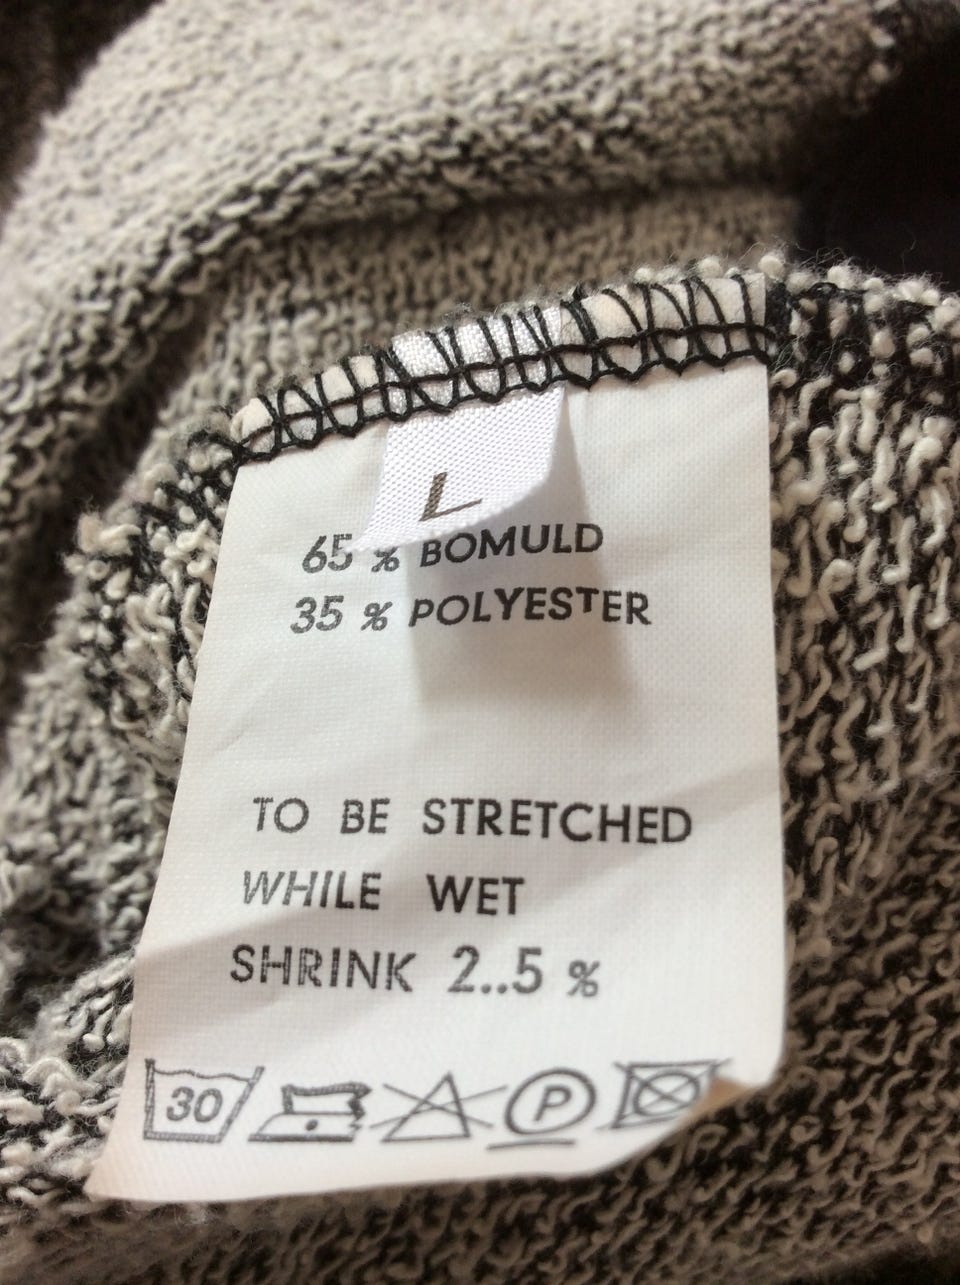 L
65 % BOMULD
35 % POLYESTER
TO BE STRETCHED
WHILE WET
SHRINK 2..5 %
30 P